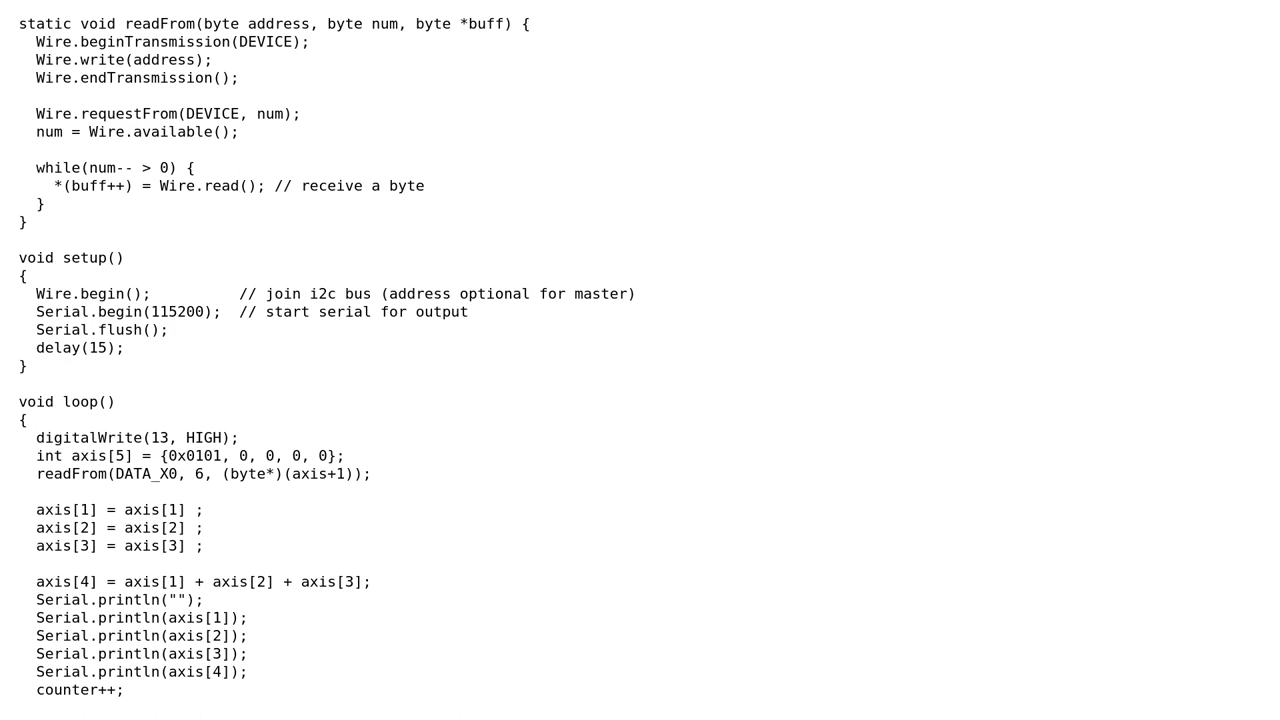 static void readFrom(byte address, byte num, byte *buff) {
  Wire.beginTransmission(DEVICE);
  Wire.write(address);
  Wire.endTransmission();

  Wire.requestFrom(DEVICE, num);
  num = Wire.available();

  while(num-- > 0) {
    *(buff++) = Wire.read(); // receive a byte
  }
}

void setup()
{
  Wire.begin();          // join i2c bus (address optional for master)
  Serial.begin(115200);  // start serial for output
  Serial.flush();
  delay(15);
}

void loop()
{
  digitalWrite(13, HIGH);
  int axis[5] = {0x0101, 0, 0, 0, 0};
  readFrom(DATA_X0, 6, (byte*)(axis+1));

  axis[1] = axis[1] ;
  axis[2] = axis[2] ;
  axis[3] = axis[3] ;

  axis[4] = axis[1] + axis[2] + axis[3];
  Serial.println("");
  Serial.println(axis[1]);
  Serial.println(axis[2]);
  Serial.println(axis[3]);
  Serial.println(axis[4]);
  counter++;